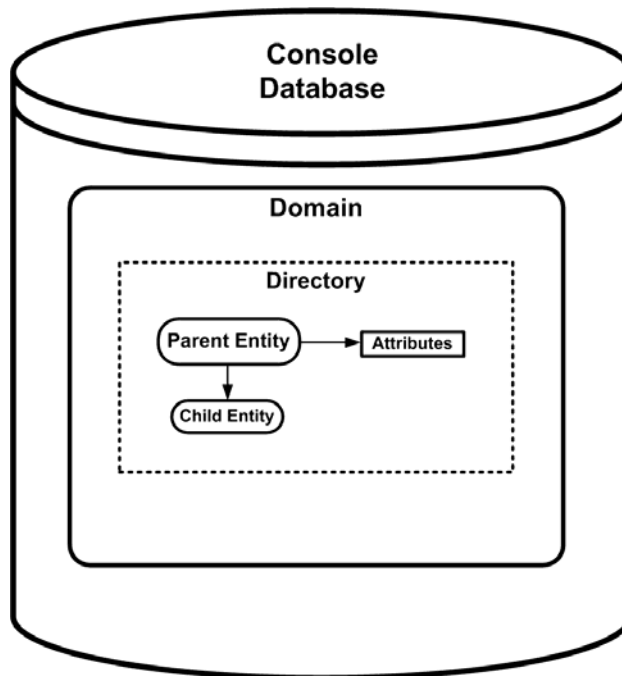 Console
Database
Domain
Directory
Parent Entity
Attributes
Child Entity